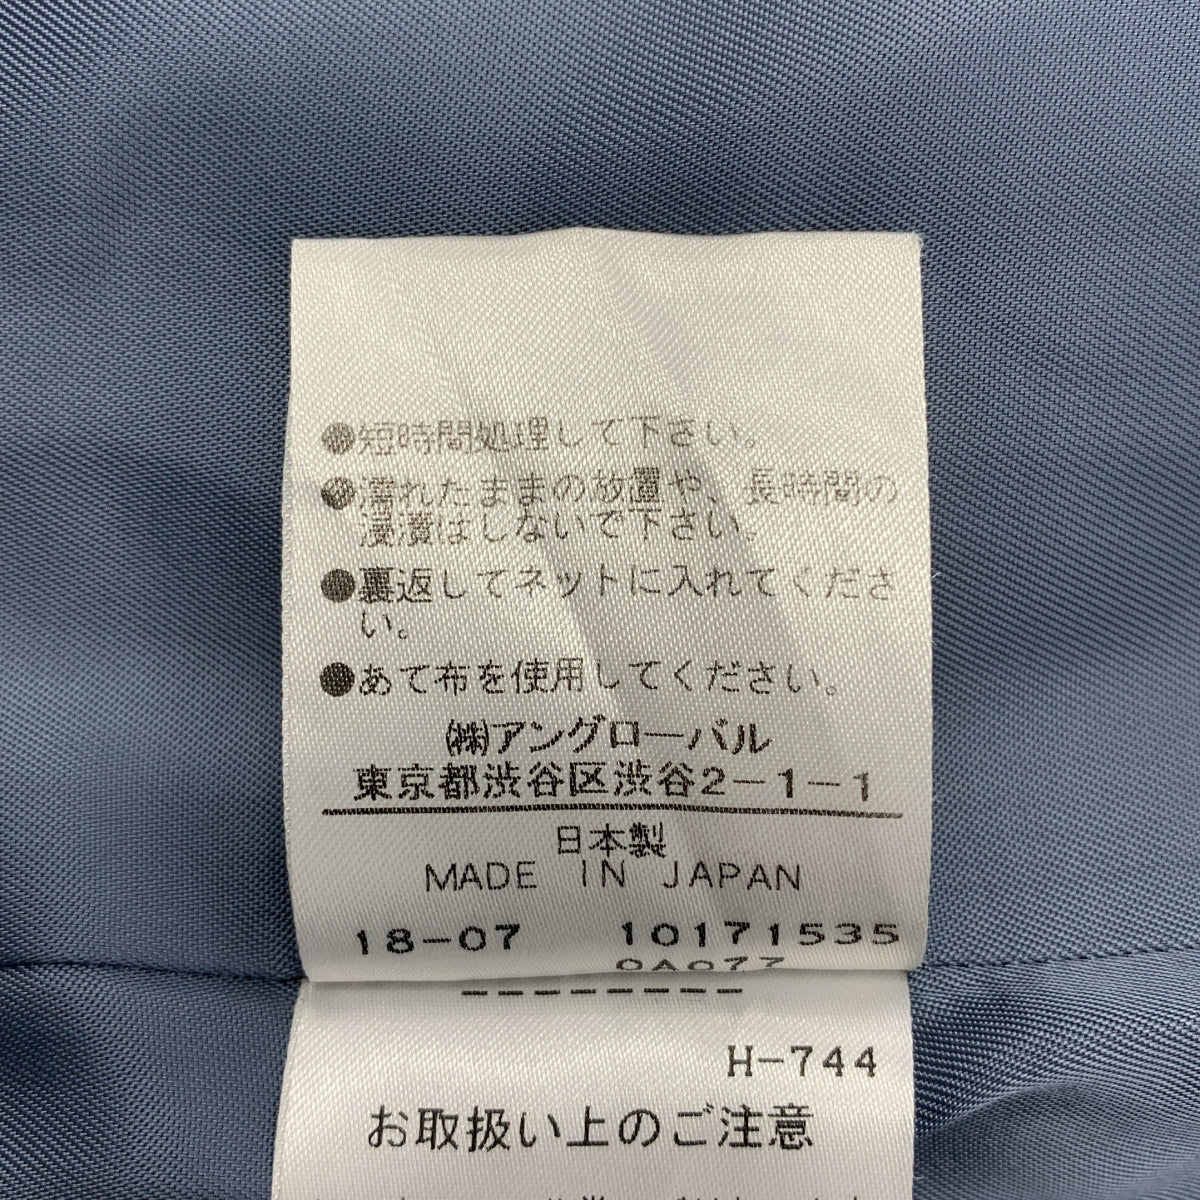 ●短時間処理して下さい。
●濡れたままの放置や、長時間の
浸漬はしないで下さい。
●裏返してネットに入れてくださ
い。
●あて布を使用してください。
㈱アングローバル
東京都渋谷区渋谷2-1-1
日本製
MADE IN JAPAN
18-07 10171535
--------
H-744
お取扱い上のご注意